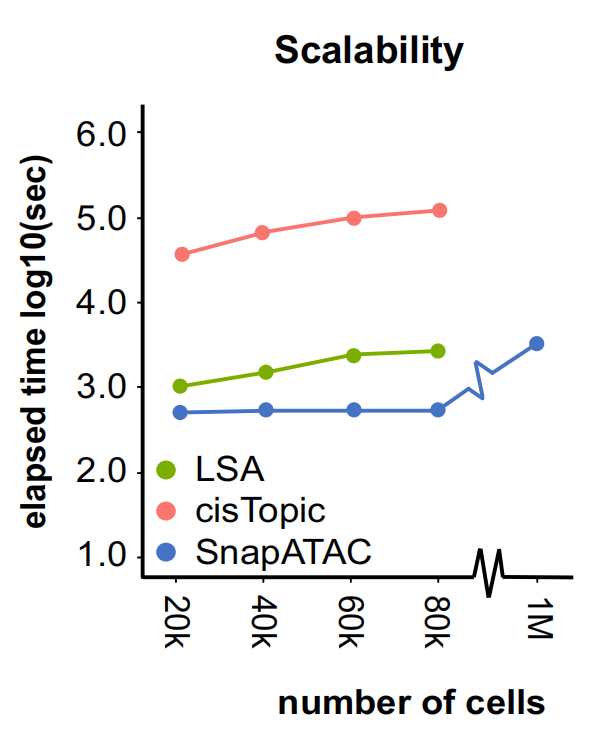 Scalability
elapsed time log10(sec)
6.0
5.0
4.0
3.0
2.0
1.0
LSA
cisTopic
SnapATAC
20k
40k
60k
80k
1M
number of cells